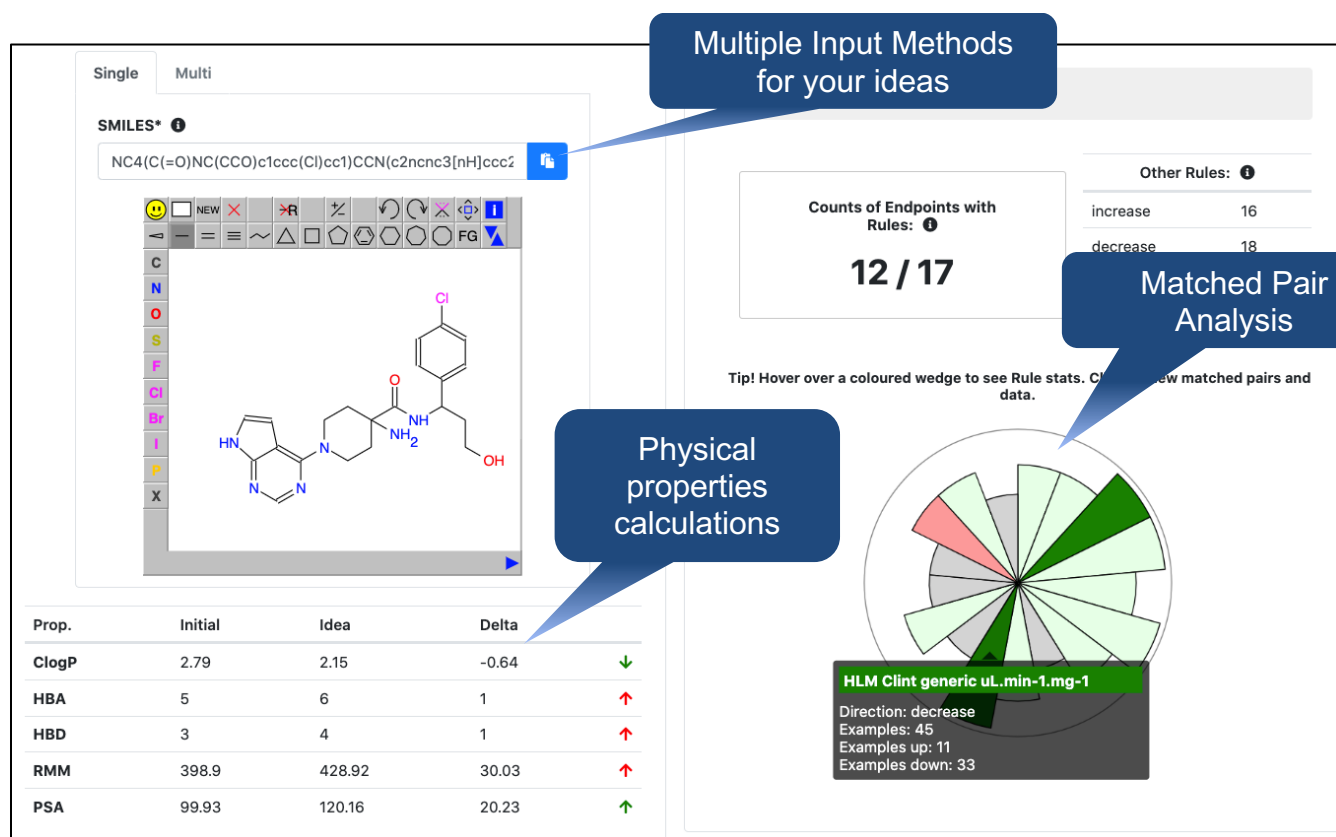 Multiple Input Methods
for your ideas
Single Multi
SMILES*
NC4(C(=O)NC(CCO)c1ccc(Cl)cc1)CCN(c2ncnc3[nH]ccc2
NEW R +/- i
FG
C
N
O
S
F
Cl
Br
I
P
X
Cl
O
NH
NH2
OH
N
HN
N
N
Counts of Endpoints with
Rules:
12 / 17
Other Rules:
increase 16
decrease 18
Matched Pair
Analysis
Tip! Hover over a coloured wedge to see Rule stats. matched pairs and
data.
Physical
properties
calculations
HLM Clint generic uL.min-1.mg-1
Direction: decrease
Examples: 45
Examples up: 11
Examples down: 33
Prop. Initial Idea Delta
ClogP 2.79 2.15 -0.64
HBA 5 6 1
HBD 3 4 1
RMM 398.9 428.92 30.03
PSA 99.93 120.16 20.23